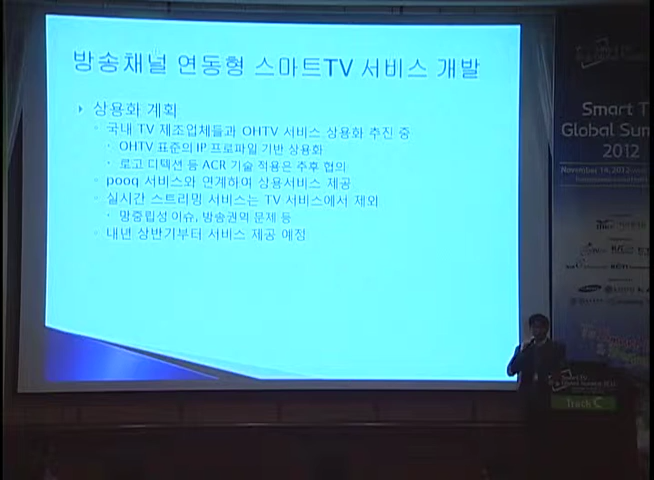 방송채널 연동형 스마트TV 서비스 개발
상용화 계획
국내 TV 제조업체들과 OHTV 서비스 상용화 추진 중
OHTV 표준의 IP 프로파일 기반 상용화
로고 디텍션 등 ACR 기술 적용은 추후 협의
pooq 서비스와 연계하여 상용서비스 제공
실시간 스트리밍 서비스는 TV 서비스에서 제외
망중립성 이슈, 방송권역 문제 등
내년 상반기부터 서비스 제공 예정
Smart T
Global Sum
2012
November 14, 2012
Smart TV
Global Summit 2012
Track C